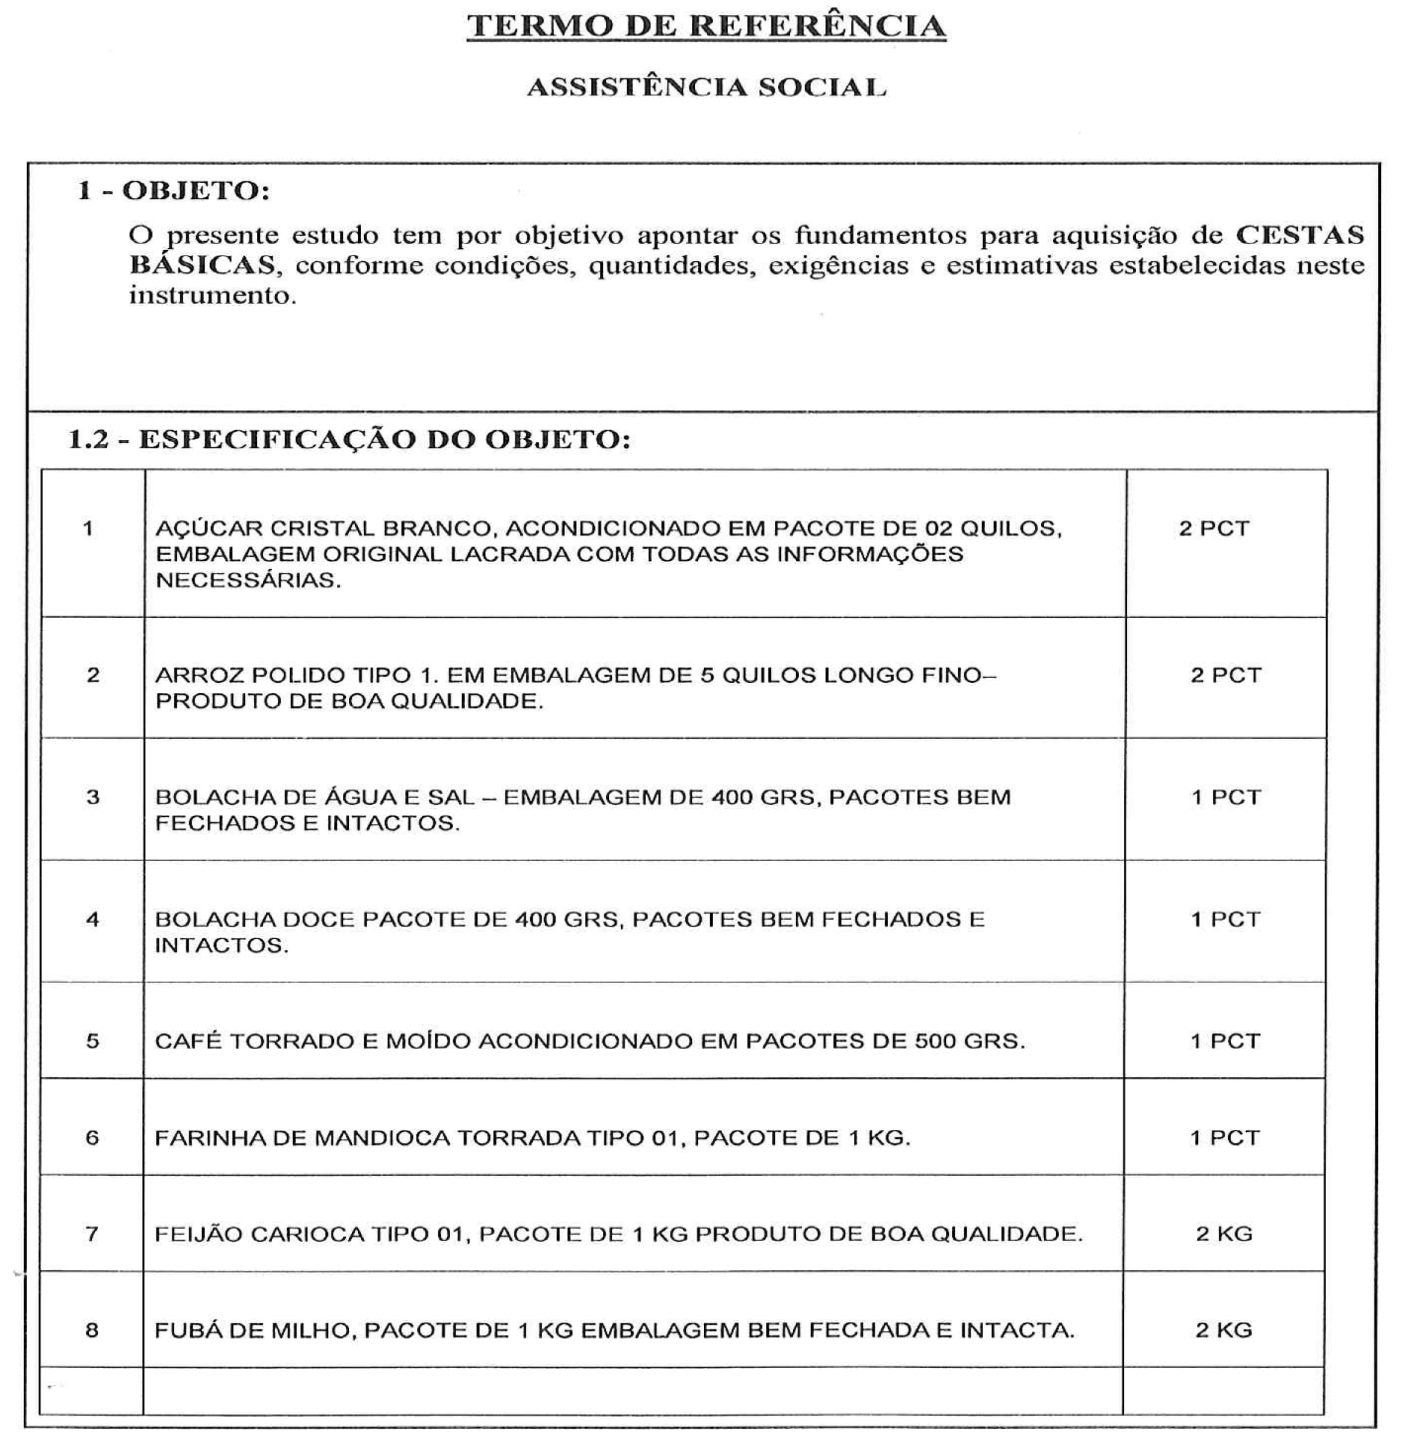 TERMO DE REFERÊNCIA
ASSISTÊNCIA SOCIAL
1 - OBJETO:
O presente estudo tem por objetivo apontar os fundamentos para aquisição de CESTAS
BÁSICAS, conforme condições, quantidades, exigências e estimativas estabelecidas neste
instrumento.
1.2 - ESPECIFICAÇÃO DO OBJETO:
1 AÇÚCAR CRISTAL BRANCO, ACONDICIONADO EM PACOTE DE 02 QUILOS, 2 PCT
EMBALAGEM ORIGINAL LACRADA COM TODAS AS INFORMAÇÕES
NECESSÁRIAS.
2 ARROZ POLIDO TIPO 1. EM EMBALAGEM DE 5 QUILOS LONGO FINO– 2 PCT
PRODUTO DE BOA QUALIDADE.
3 BOLACHA DE ÁGUA E SAL – EMBALAGEM DE 400 GRS, PACOTES BEM 1 PCT
FECHADOS E INTACTOS.
4 BOLACHA DOCE PACOTE DE 400 GRS, PACOTES BEM FECHADOS E 1 PCT
INTACTOS.
5 CAFÉ TORRADO E MOÍDO ACONDICIONADO EM PACOTES DE 500 GRS. 1 PCT
6 FARINHA DE MANDIOCA TORRADA TIPO 01, PACOTE DE 1 KG. 1 PCT
7 FEIJÃO CARIOCA TIPO 01, PACOTE DE 1 KG PRODUTO DE BOA QUALIDADE. 2 KG
8 FUBÁ DE MILHO, PACOTE DE 1 KG EMBALAGEM BEM FECHADA E INTACTA. 2 KG